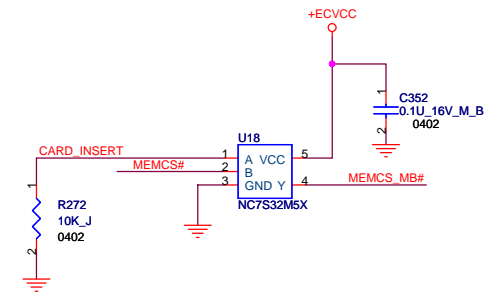 +ECVCC
1
C352
0.1U_16V_M_B
2
0402
U18
CARD_INSERT
1
A VCC
5
MEMCS#
2
B
3
GND Y
4
MEMCS_MB#
NC7S32M5X
1
R272
10K_J
0402
2